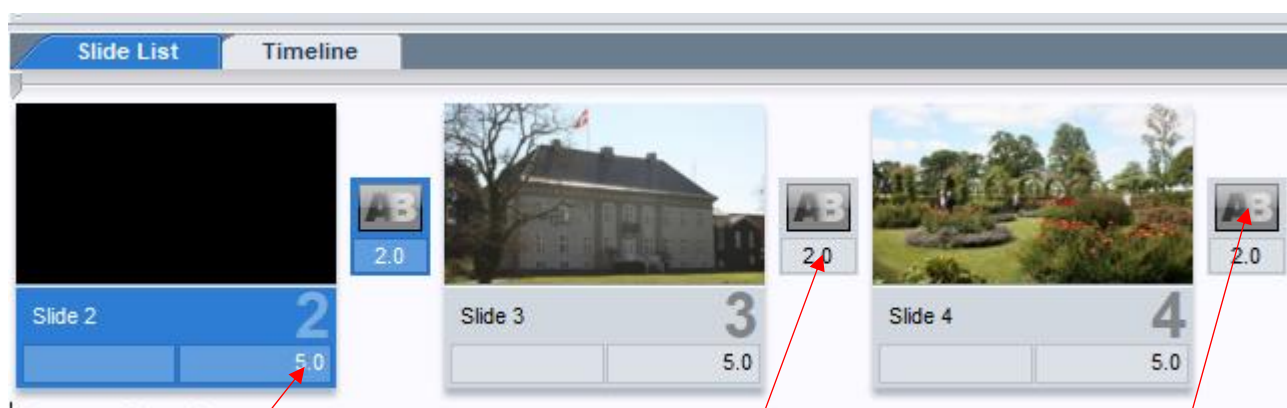 Slide List Timeline
AB AB AB
2.0 2.0 2.0
Slide 2 2 Slide 3 3 Slide 4 4
5.0 5.0 5.0